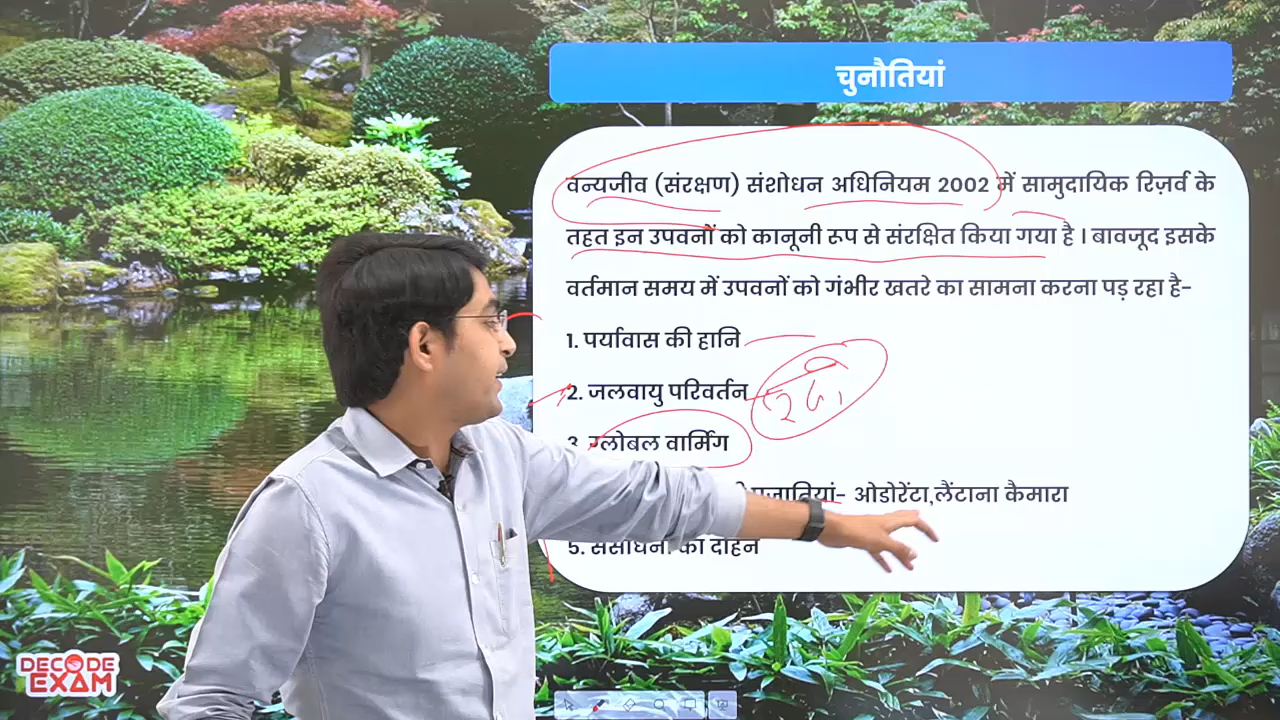 चुनौतियां
वन्यजीव (संरक्षण) संशोधन अधिनियम 2002 में सामुदायिक रिज़र्व के
तहत इन उपवनों को कानूनी रूप से संरक्षित किया गया है । बावजूद इसके
वर्तमान समय में उपवनों को गंभीर खतरे का सामना करना पड़ रहा है-
1. पर्यावास की हानि
2. जलवायु परिवर्तन
3. ग्लोबल वार्मिंग
प्रजातियां- ओडोरेंटा,लैंटाना कैमारा
5. संसाधनों का दोहन
DECODE
EXAM